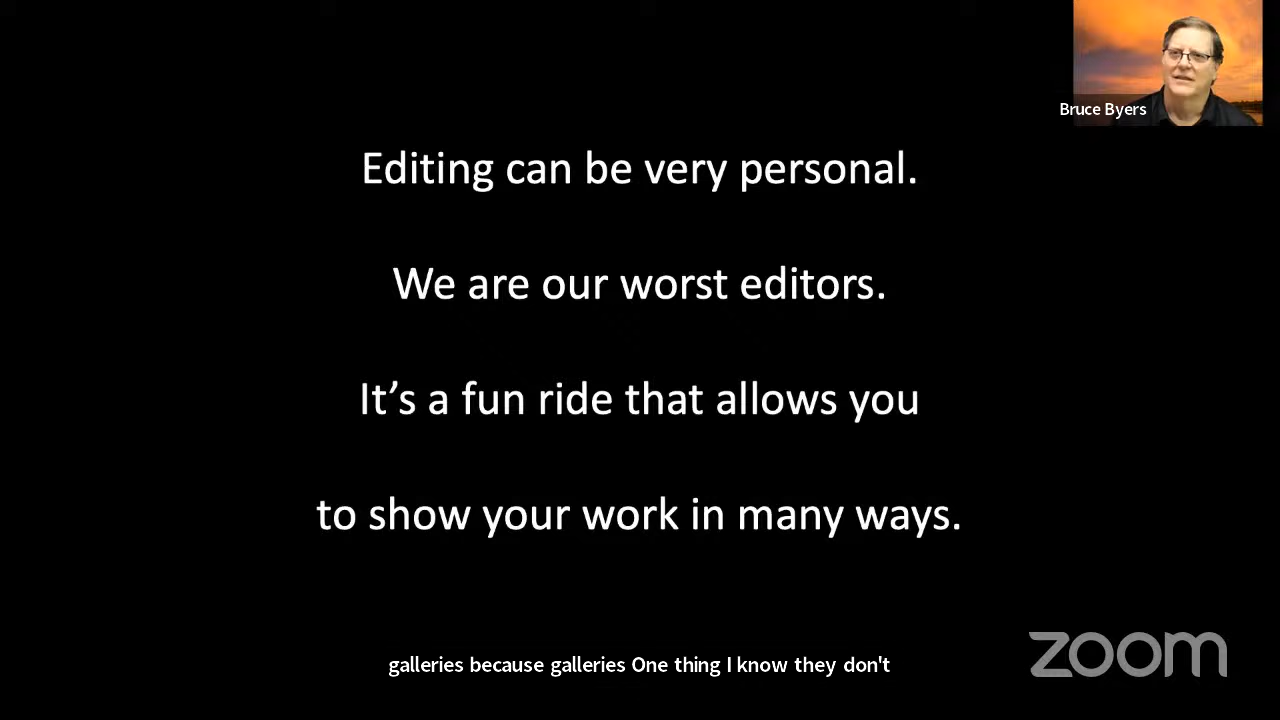 Bruce Byers
Editing can be very personal.
We are our worst editors.
It’s a fun ride that allows you
to show your work in many ways.
galleries because galleries One thing I know they don't
zoom